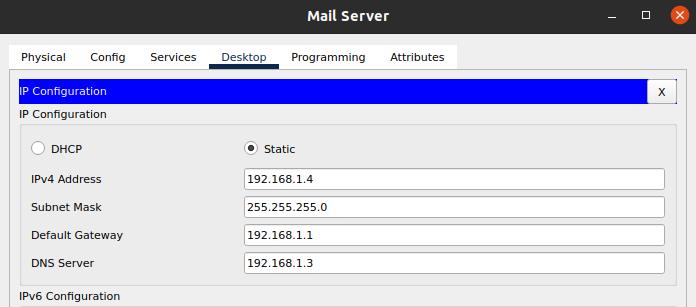 Mail Server
Physical Config Services Desktop Programming Attributes
IP Configuration X
IP Configuration
DHCP Static
IPv4 Address 192.168.1.4
Subnet Mask 255.255.255.0
Default Gateway 192.168.1.1
DNS Server 192.168.1.3
IPv6 Configuration